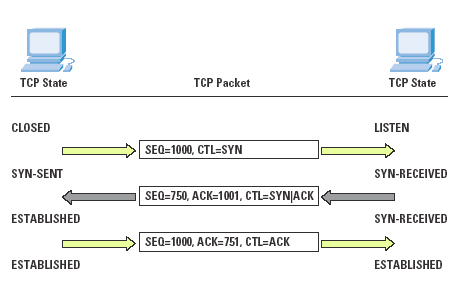 TCP State TCP Packet TCP State
CLOSED LISTEN
SEQ=1000, CTL=SYN
SYN-SENT SYN-RECEIVED
SEQ=750, ACK=1001, CTL=SYN|ACK
ESTABLISHED SYN-RECEIVED
SEQ=1000, ACK=751, CTL=ACK
ESTABLISHED ESTABLISHED